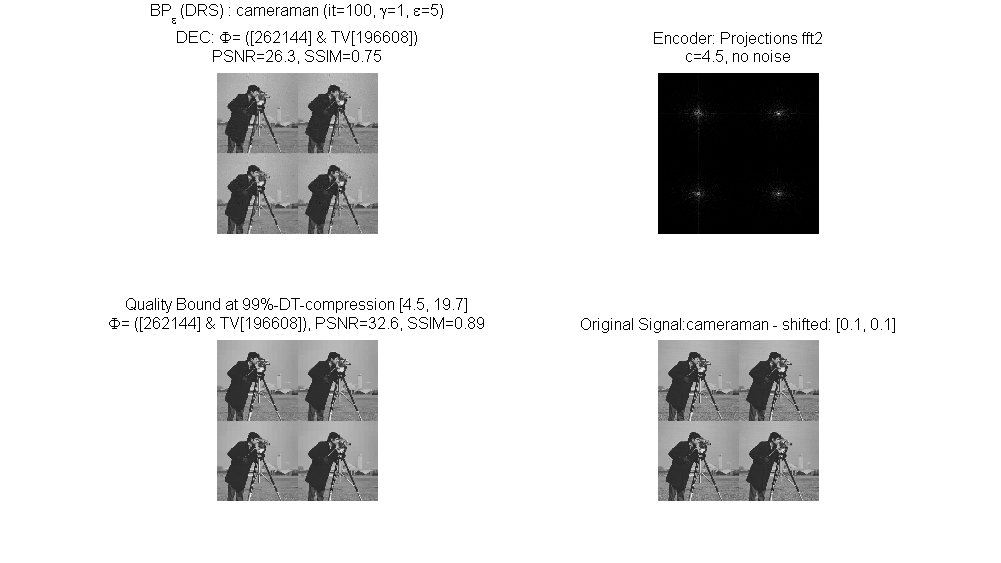 BPε (DRS) : cameraman (it=100, γ=1, ε=5)
DEC: Φ= ([262144] & TV[196608])
PSNR=26.3, SSIM=0.75
Encoder: Projections fft2
c=4.5, no noise
Quality Bound at 99%-DT-compression [4.5, 19.7]
Φ= ([262144] & TV[196608]), PSNR=32.6, SSIM=0.89
Original Signal:cameraman - shifted: [0.1, 0.1]